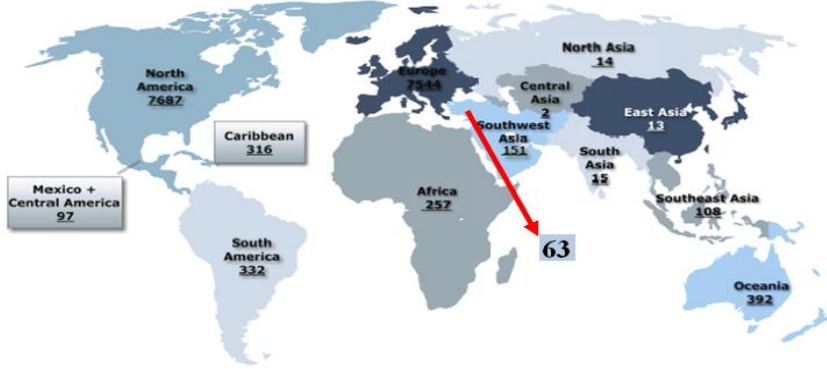 North Asia
14
North
America
7687
Europe
7544
Central
Asia
2
East Asia
13
Caribbean
316
Southwest
Asia
151
South
Asia
15
Mexico +
Central America
97
Africa
257
Southeast Asia
108
South
America
332
63
Oceania
392